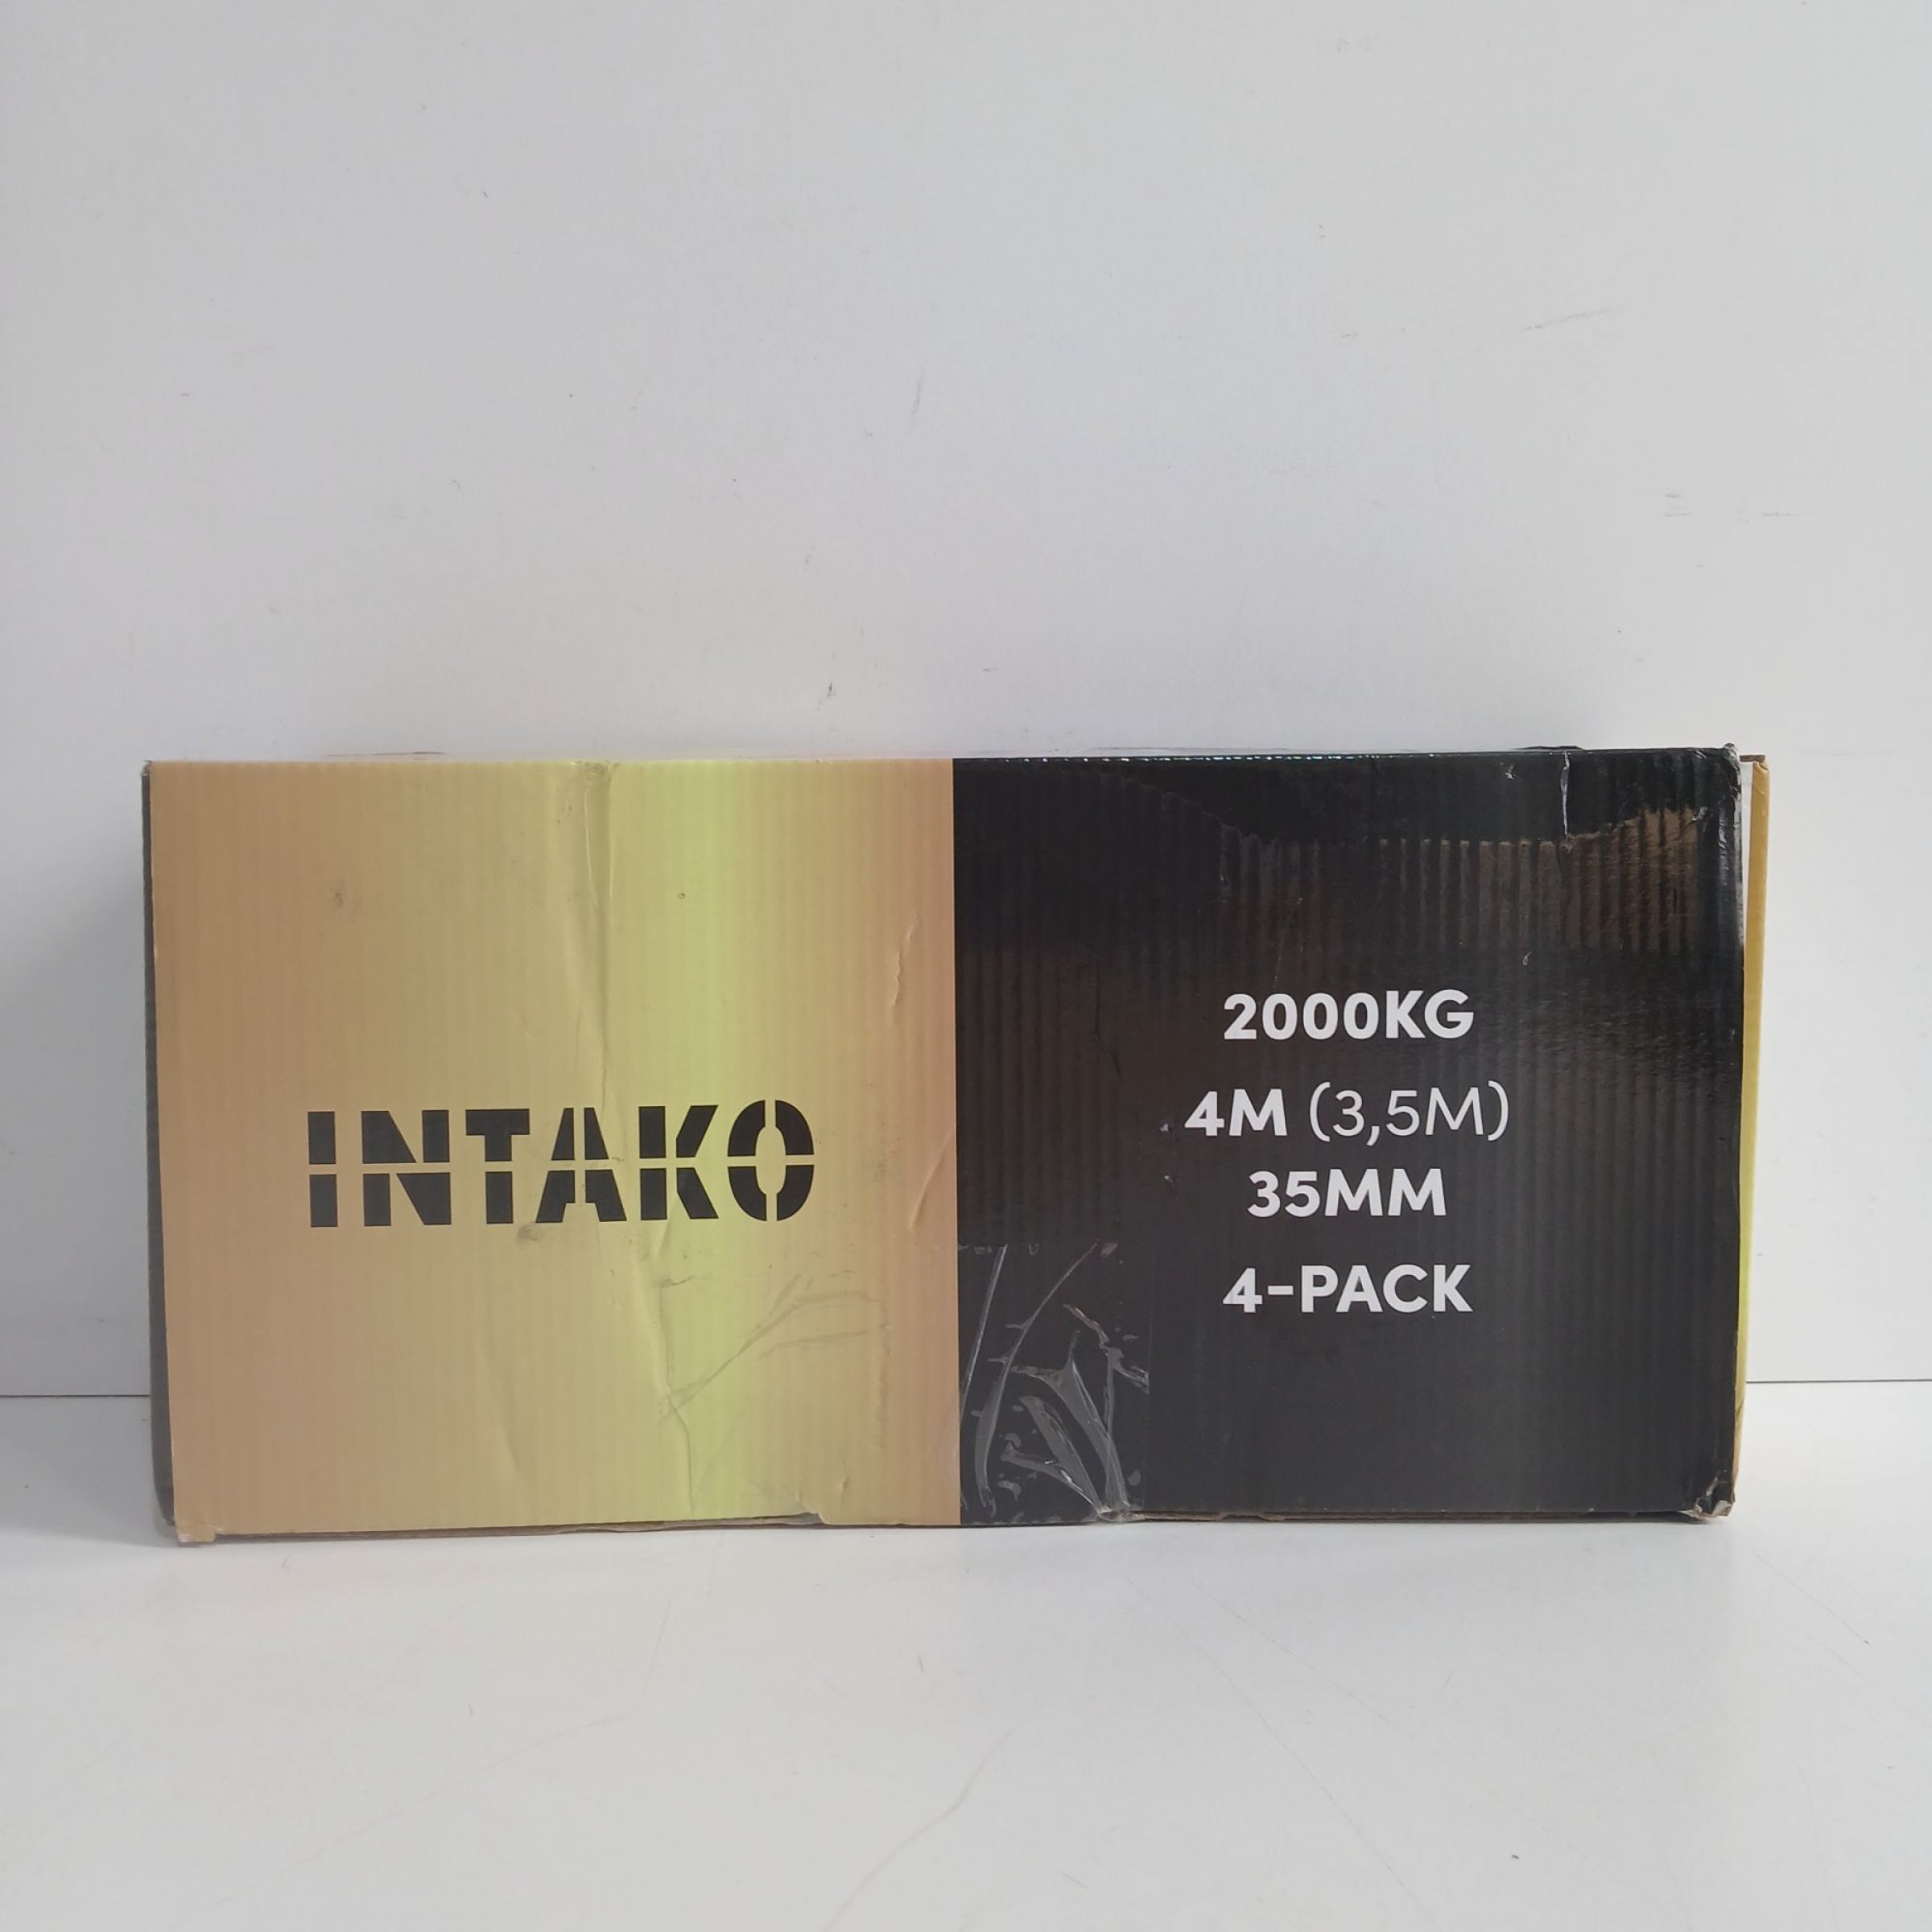 INTAKO
2000KG
4M (3,5M)
35MM
4-PACK